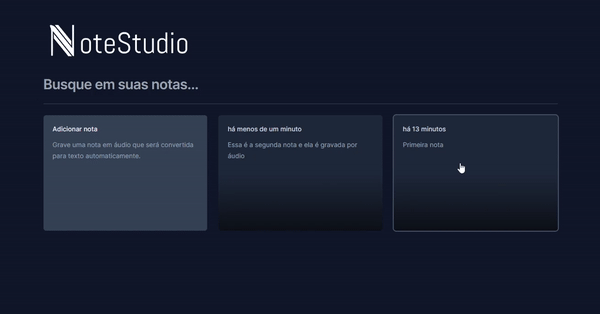 NoteStudio
Busque em suas notas...
Adicionar nota
Grave uma nota em áudio que será convertida
para texto automaticamente.
há menos de um minuto
Essa é a segunda nota e ela é gravada por
áudio
há 13 minutos
Primeira nota